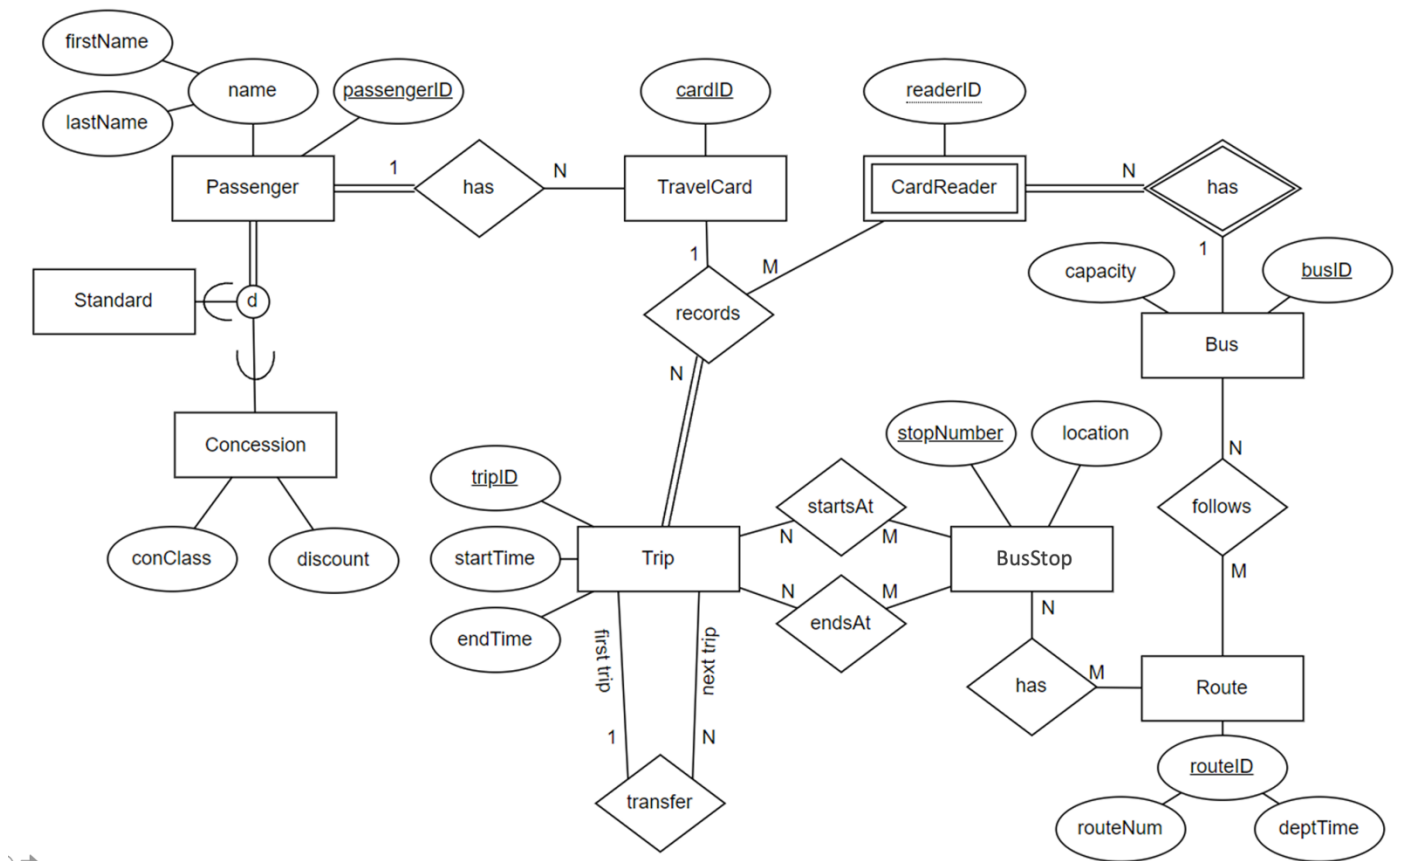 firstName
name
passengerID
cardID
readerID
lastName
Passenger
1
has
N
TravelCard
CardReader
N
has
1
M
1
capacity
busID
Standard
d
records
Bus
N
stopNumber
location
N
Concession
tripID
startsAt
follows
N
M
conClass
discount
startTime
Trip
BusStop
M
N
M
N
endTime
endsAt
first trip
next trip
has
M
Route
1
N
routeID
transfer
routeNum
deptTime